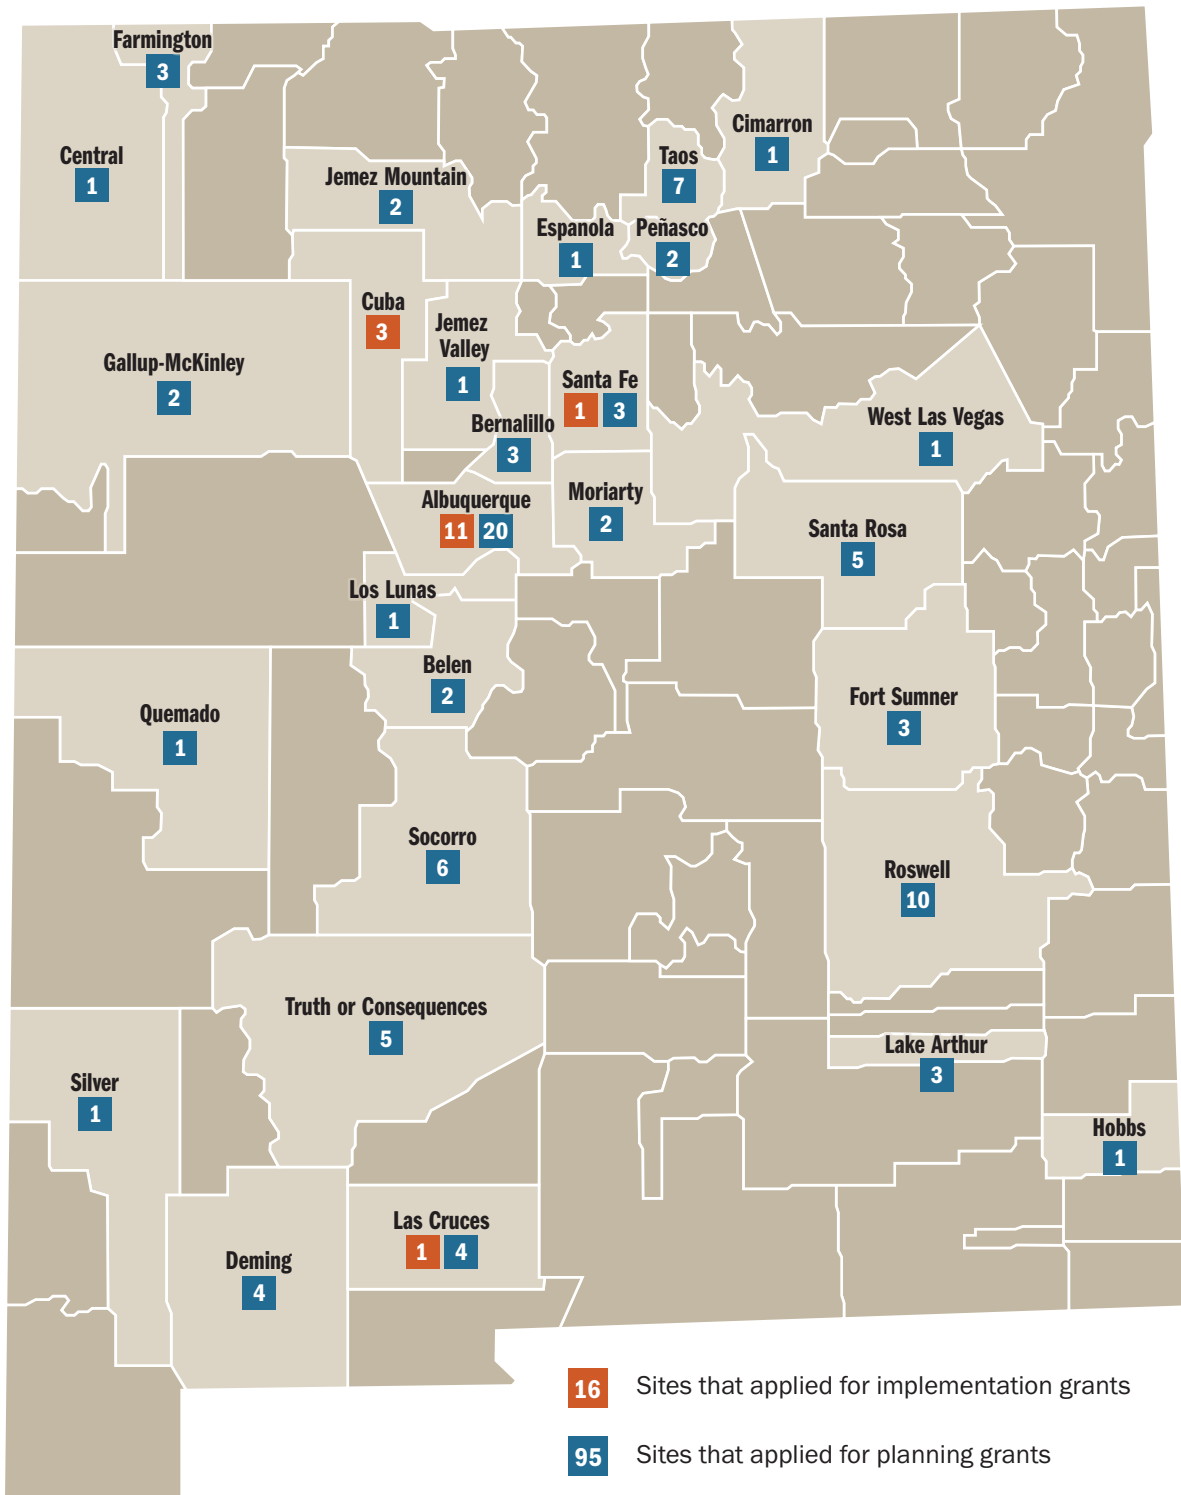 Farmington
3
Central
1
Cimarron
1
Taos
7
Jemez Mountain
2
Espanola
1
Peñasco
2
Cuba
3
Jemez
Valley
1
Gallup-McKinley
2
Santa Fe
1 3
Bernalillo
3
West Las Vegas
1
Albuquerque
11 20
Moriarty
2
Santa Rosa
5
Los Lunas
1
Belen
2
Quemado
1
Fort Sumner
3
Socorro
6
Roswell
10
Truth or Consequences
5
Lake Arthur
3
Silver
1
Hobbs
1
Las Cruces
1 4
Deming
4
16 Sites that applied for implementation grants
95 Sites that applied for planning grants